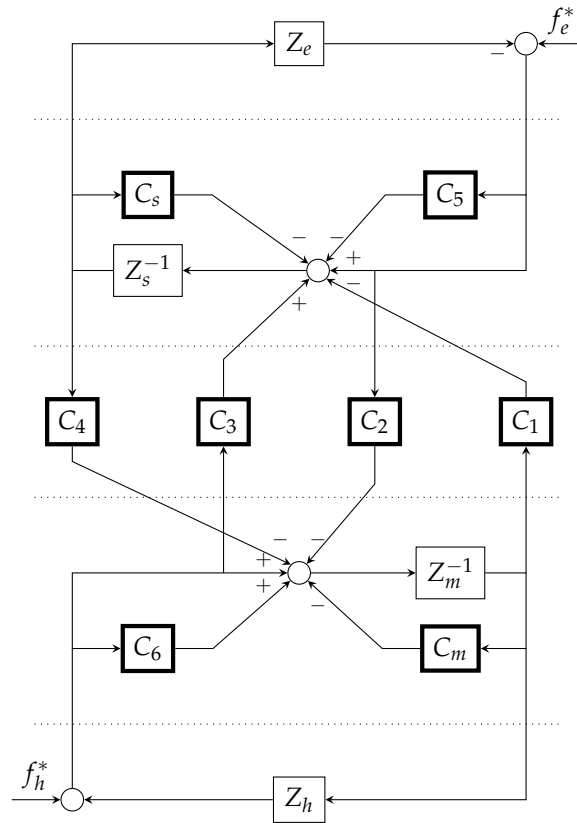 Z_e
−
f_e^*
C_s
C_5
−
−
+
Z_s^{-1}
−
+
C_4
C_3
C_2
C_1
−
−
+
+
Z_m^{-1}
−
C_6
C_m
f_h^*
Z_h